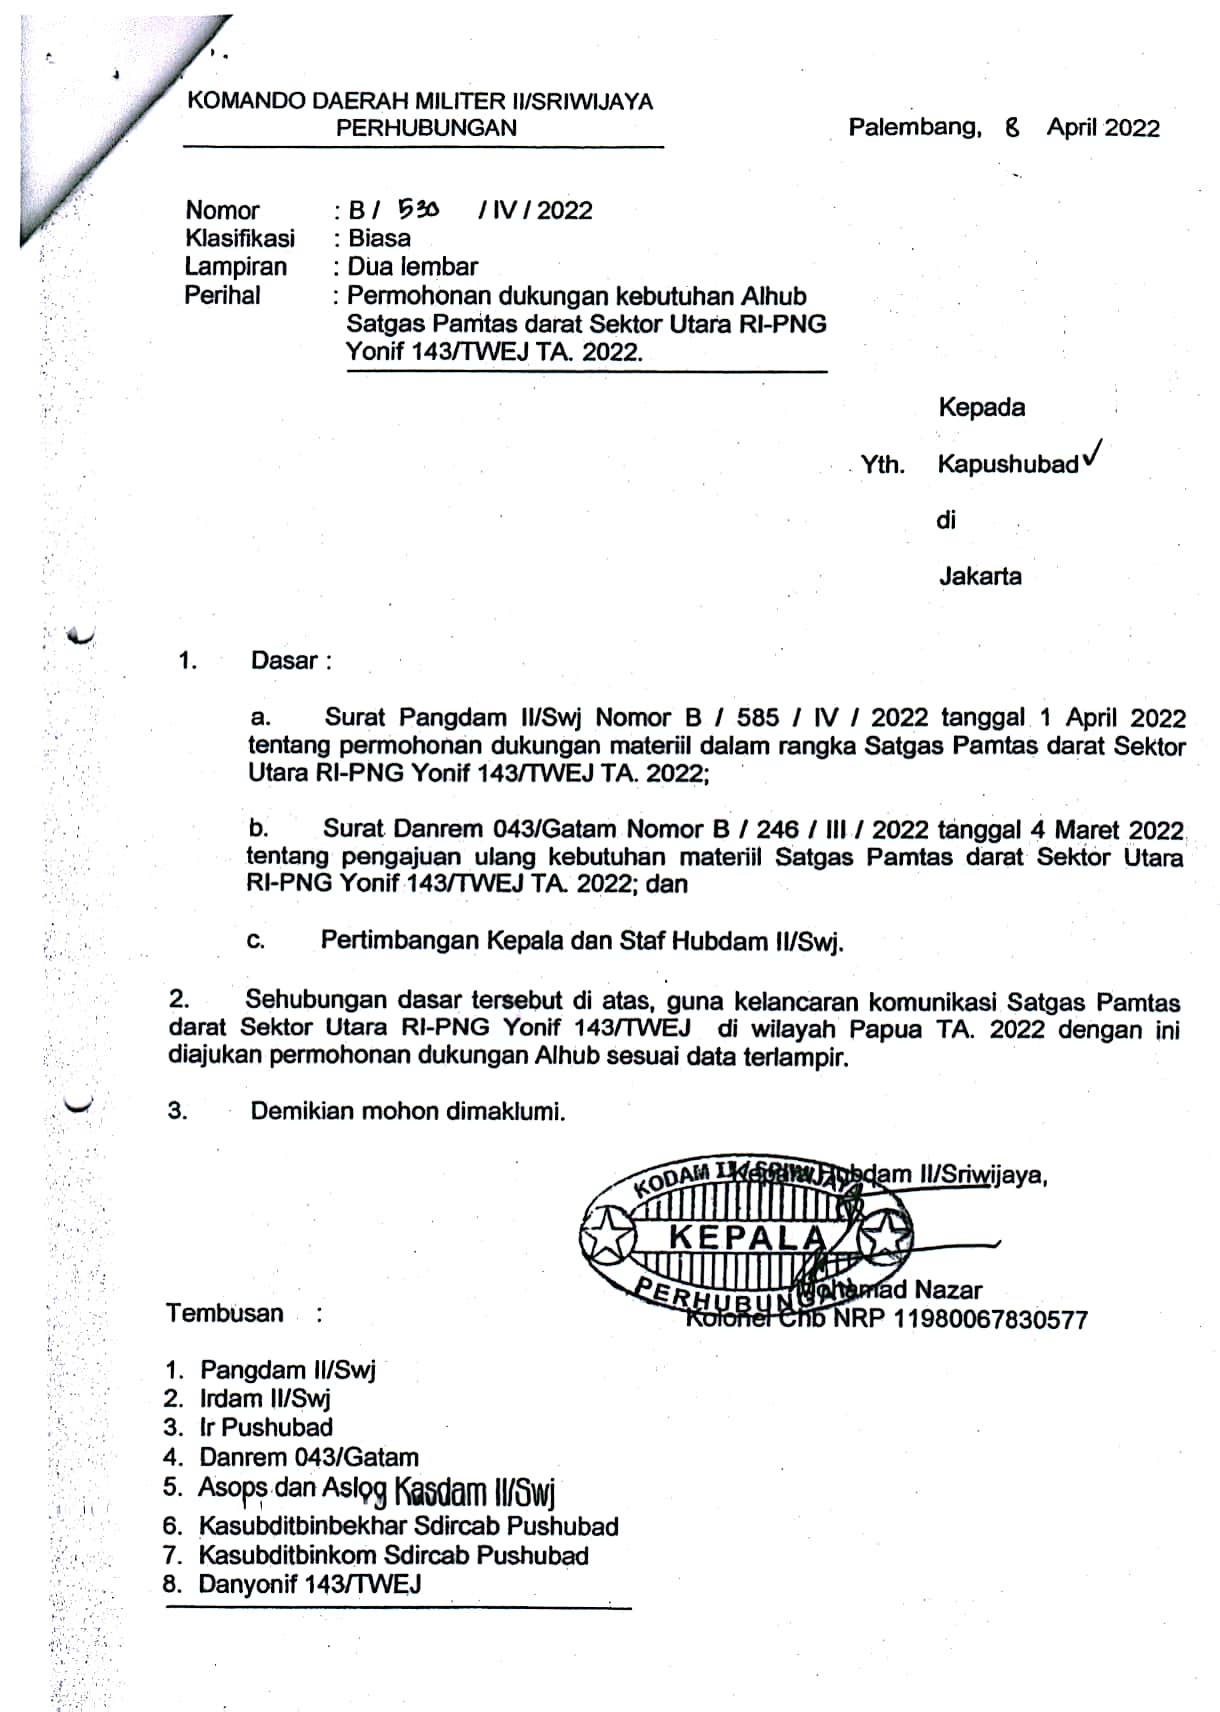 KOMANDO DAERAH MILITER II/SRIWIJAYA
PERHUBUNGAN
Palembang, 8 April 2022
Nomor : B / 530 / IV / 2022
Klasifikasi : Biasa
Lampiran : Dua lembar
Perihal : Permohonan dukungan kebutuhan Alhub
Satgas Pamtas darat Sektor Utara RI-PNG
Yonif 143/TWEJ TA. 2022.
Kepada
Yth. Kapushubad
di
Jakarta
1. Dasar :
a. Surat Pangdam II/Swj Nomor B / 585 / IV / 2022 tanggal 1 April 2022
tentang permohonan dukungan materiil dalam rangka Satgas Pamtas darat Sektor
Utara RI-PNG Yonif 143/TWEJ TA. 2022;
b. Surat Danrem 043/Gatam Nomor B / 246 / III / 2022 tanggal 4 Maret 2022
tentang pengajuan ulang kebutuhan materiil Satgas Pamtas darat Sektor Utara
RI-PNG Yonif 143/TWEJ TA. 2022; dan
c. Pertimbangan Kepala dan Staf Hubdam II/Swj.
2. Sehubungan dasar tersebut di atas, guna kelancaran komunikasi Satgas Pamtas
darat Sektor Utara RI-PNG Yonif 143/TWEJ di wilayah Papua TA. 2022 dengan ini
diajukan permohonan dukungan Alhub sesuai data terlampir.
3. Demikian mohon dimaklumi.
Kepala Hubdam II/Sriwijaya,
KODAM II/SRIWIJAYA
KEPALA
PERHUBUNGAN
Mohamad Nazar
Kolonel Chb NRP 11980067830577
Tembusan :
1. Pangdam II/Swj
2. Irdam II/Swj
3. Ir Pushubad
4. Danrem 043/Gatam
5. Asops dan Aslog Kasdam II/Swj
6. Kasubditbinbekhar Sdircab Pushubad
7. Kasubditbinkom Sdircab Pushubad
8. Danyonif 143/TWEJ